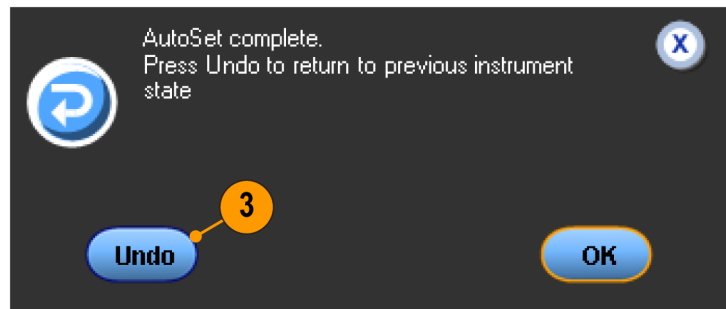 AutoSet complete.
Press Undo to return to previous instrument
state
X
3
Undo
OK